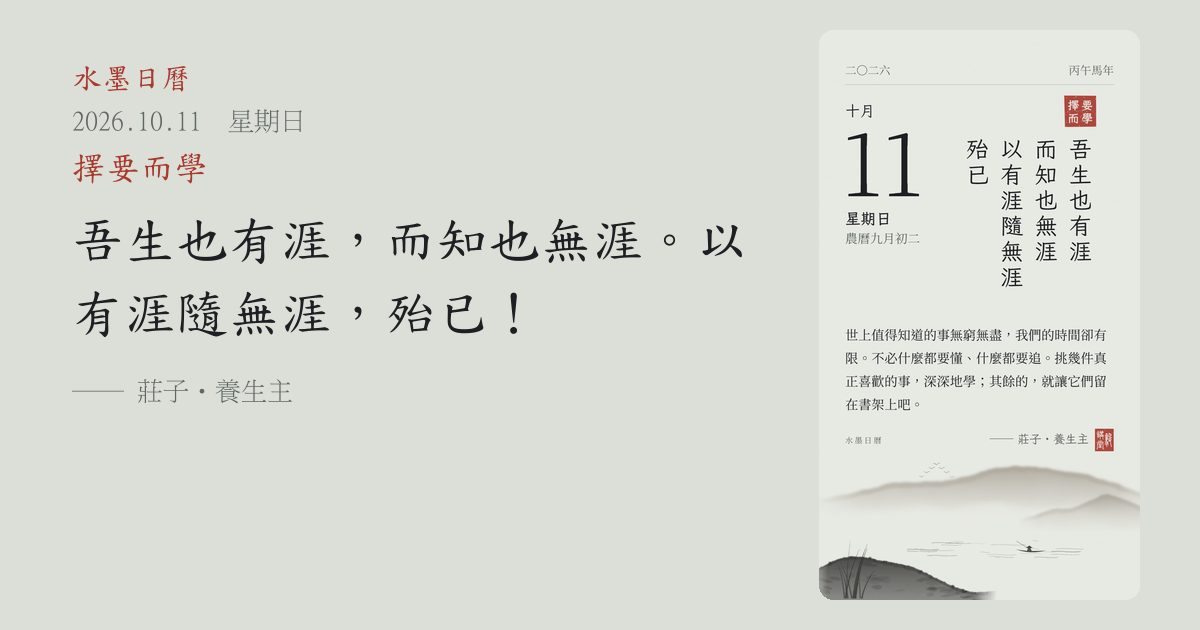 水墨日曆
2026.10.11 星期日
擇要而學
吾生也有涯，而知也無涯。以
有涯隨無涯，殆已！
—— 莊子・養生主
二〇二六
丙午馬年
十月
11
星期日
農曆九月初二
擇要而學
吾生也有涯
而知也無涯
以有涯隨無涯
殆已
世上值得知道的事無窮無盡，我們的時間卻有
限。不必什麼都要懂、什麼都要追。挑幾件真
正喜歡的事，深深地學；其餘的，就讓它們留
在書架上吧。
水墨日曆
—— 莊子・養生主